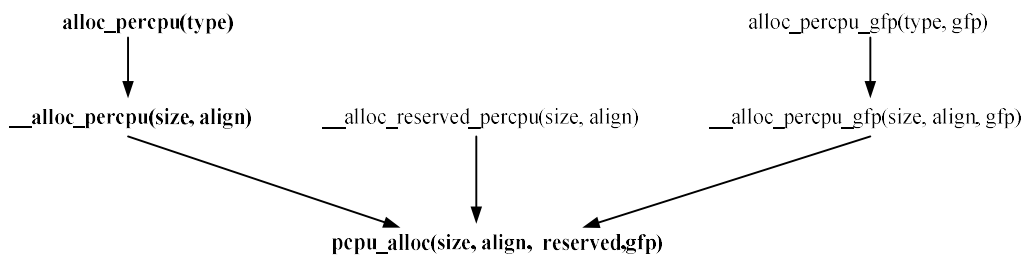 alloc_percpu(type)
alloc_percpu_gfp(type, gfp)
__alloc_percpu(size, align)
__alloc_reserved_percpu(size, align)
__alloc_percpu_gfp(size, align, gfp)
pcpu_alloc(size, align, reserved,gfp)